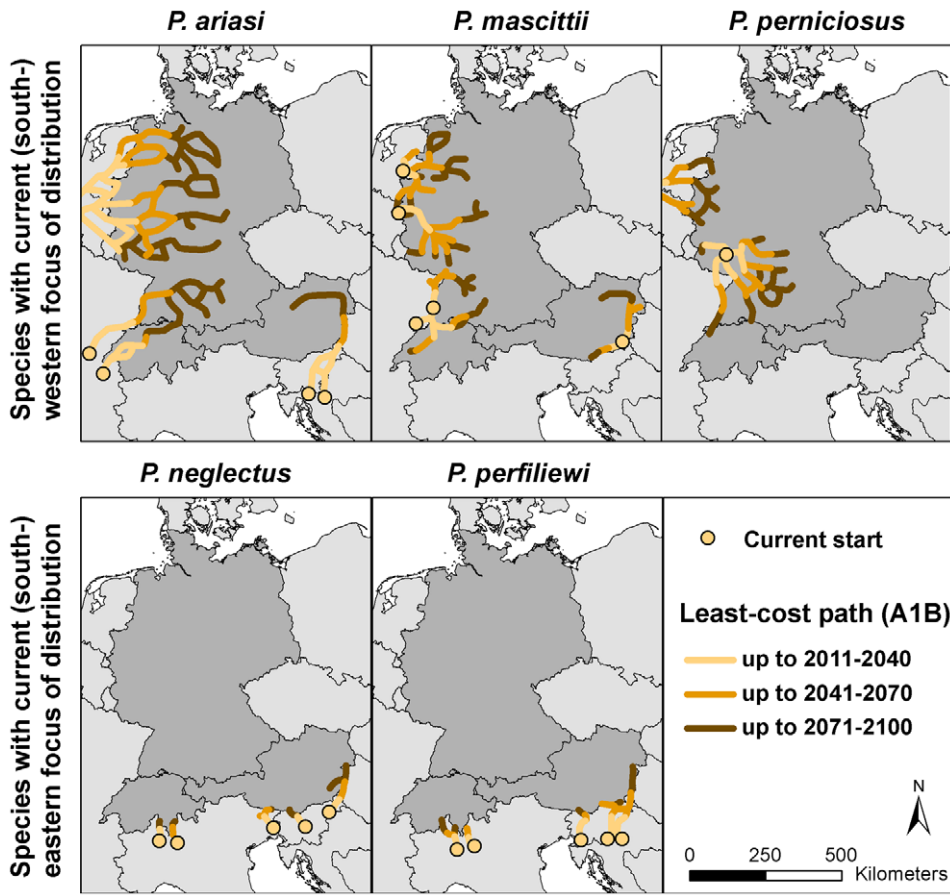 P. ariasi
P. mascittii
P. perniciosus
Species with current (south-)
western focus of distribution
P. neglectus
P. perfiliewi
Species with current (south-)
eastern focus of distribution
Current start
Least-cost path (A1B)
up to 2011-2040
up to 2041-2070
up to 2071-2100
N
0 250 500
Kilometers